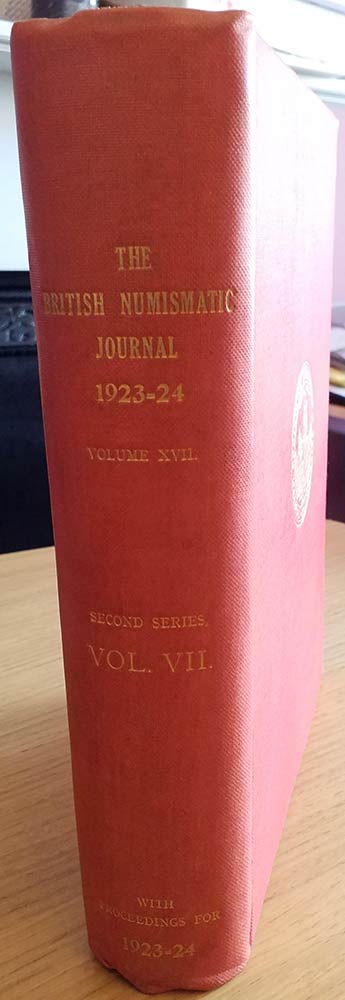 THE
BRITISH NUMISMATIC
JOURNAL
1923-24
VOLUME XVII.
SECOND SERIES,
VOL. VII.
WITH
PROCEEDINGS FOR
1923-24